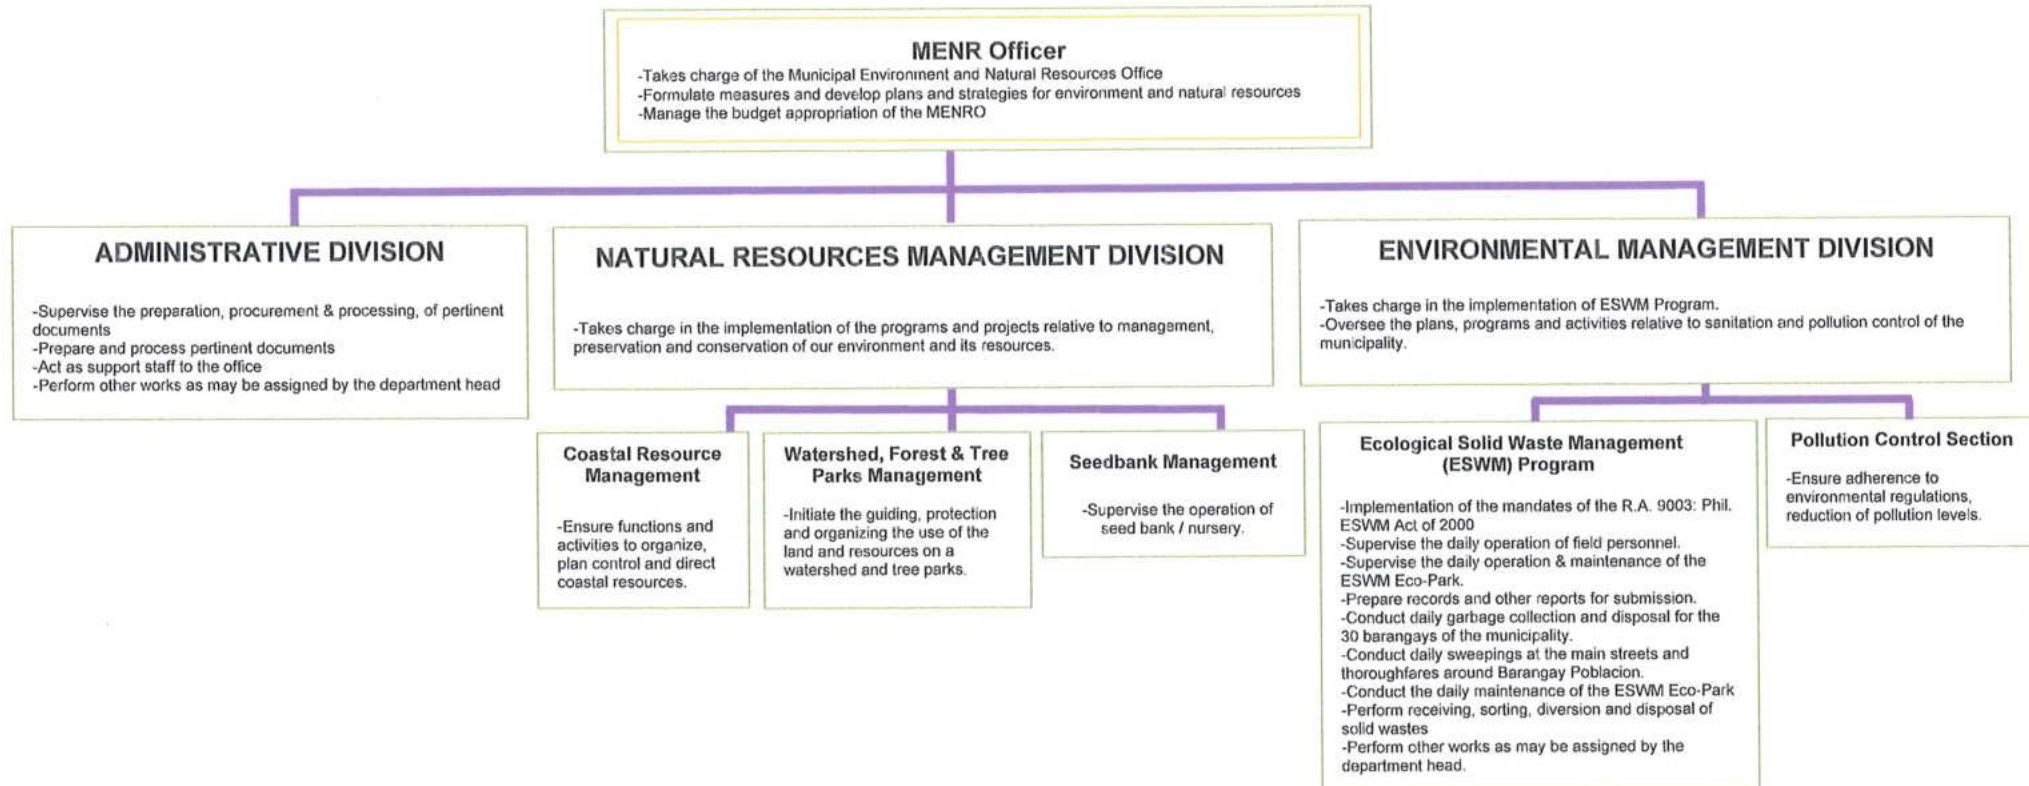 MENR Officer
-Takes charge of the Municipal Environment and Natural Resources Office
-Formulate measures and develop plans and strategies for environment and natural resources
-Manage the budget appropriation of the MENRO
ADMINISTRATIVE DIVISION
-Supervise the preparation, procurement & processing, of pertinent
documents
-Prepare and process pertinent documents
-Act as support staff to the office
-Perform other works as may be assigned by the department head
NATURAL RESOURCES MANAGEMENT DIVISION
-Takes charge in the implementation of the programs and projects relative to management,
preservation and conservation of our environment and its resources.
ENVIRONMENTAL MANAGEMENT DIVISION
-Takes charge in the implementation of ESWM Program.
-Oversee the plans, programs and activities relative to sanitation and pollution control of the
municipality.
Coastal Resource
Management
-Ensure functions and
activities to organize,
plan control and direct
coastal resources.
Watershed, Forest & Tree
Parks Management
-Initiate the guiding, protection
and organizing the use of the
land and resources on a
watershed and tree parks.
Seedbank Management
-Supervise the operation of
seed bank / nursery.
Ecological Solid Waste Management
(ESWM) Program
-Implementation of the mandates of the R.A. 9003: Phil.
ESWM Act of 2000
-Supervise the daily operation of field personnel.
-Supervise the daily operation & maintenance of the
ESWM Eco-Park.
-Prepare records and other reports for submission.
-Conduct daily garbage collection and disposal for the
30 barangays of the municipality.
-Conduct daily sweepings at the main streets and
thoroughfares around Barangay Poblacion.
-Conduct the daily maintenance of the ESWM Eco-Park
-Perform receiving, sorting, diversion and disposal of
solid wastes
-Perform other works as may be assigned by the
department head.
Pollution Control Section
-Ensure adherence to
environmental regulations,
reduction of pollution levels.